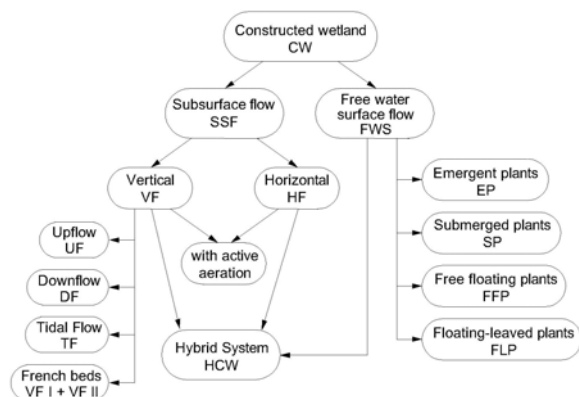 Constructed wetland
CW
Subsurface flow
SSF
Free water
surface flow
FWS
Vertical
VF
Horizontal
HF
Emergent plants
EP
Upflow
UF
with active
aeration
Submerged plants
SP
Downflow
DF
Free floating plants
FFP
Tidal Flow
TF
Hybrid System
HCW
Floating-leaved plants
FLP
French beds
VF I + VF II